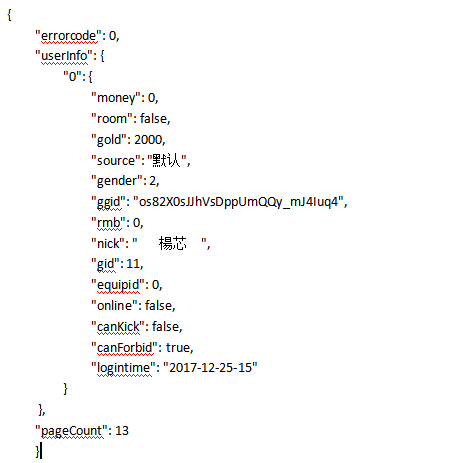 {
"errorcode": 0,
"userInfo": {
"0": {
"money": 0,
"room": false,
"gold": 2000,
"source": "默认",
"gender": 2,
"ggid": "os82X0sJJhVsDppUmQQy_mJ4Iuq4",
"rmb": 0,
"nick": "   楊芯   ",
"gid": 11,
"equipid": 0,
"online": false,
"canKick": false,
"canForbid": true,
"logintime": "2017-12-25-15"
}
},
"pageCount": 13
}